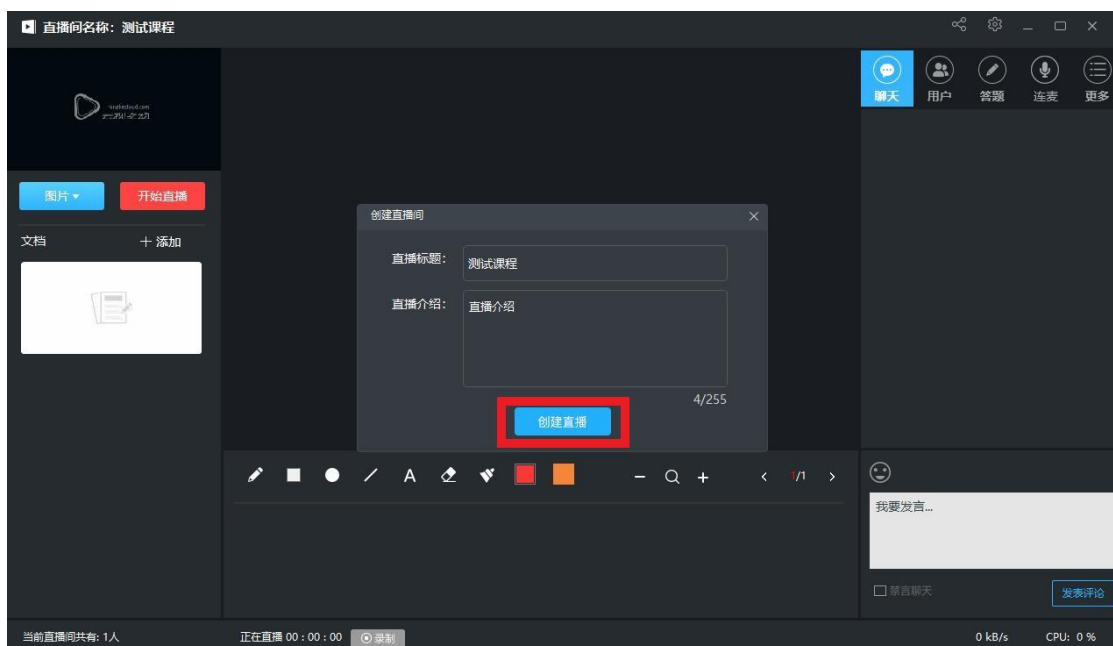 直播间名称：测试课程
聊天
用户
答题
连麦
更多
图片
开始直播
文档
＋ 添加
创建直播间
直播标题：
测试课程
直播介绍：
直播介绍
4/255
创建直播
A
1/1
我要发言...
禁言聊天
发表评论
当前直播间共有: 1人
正在直播 00 : 00 : 00
录制
0 kB/s
CPU: 0 %